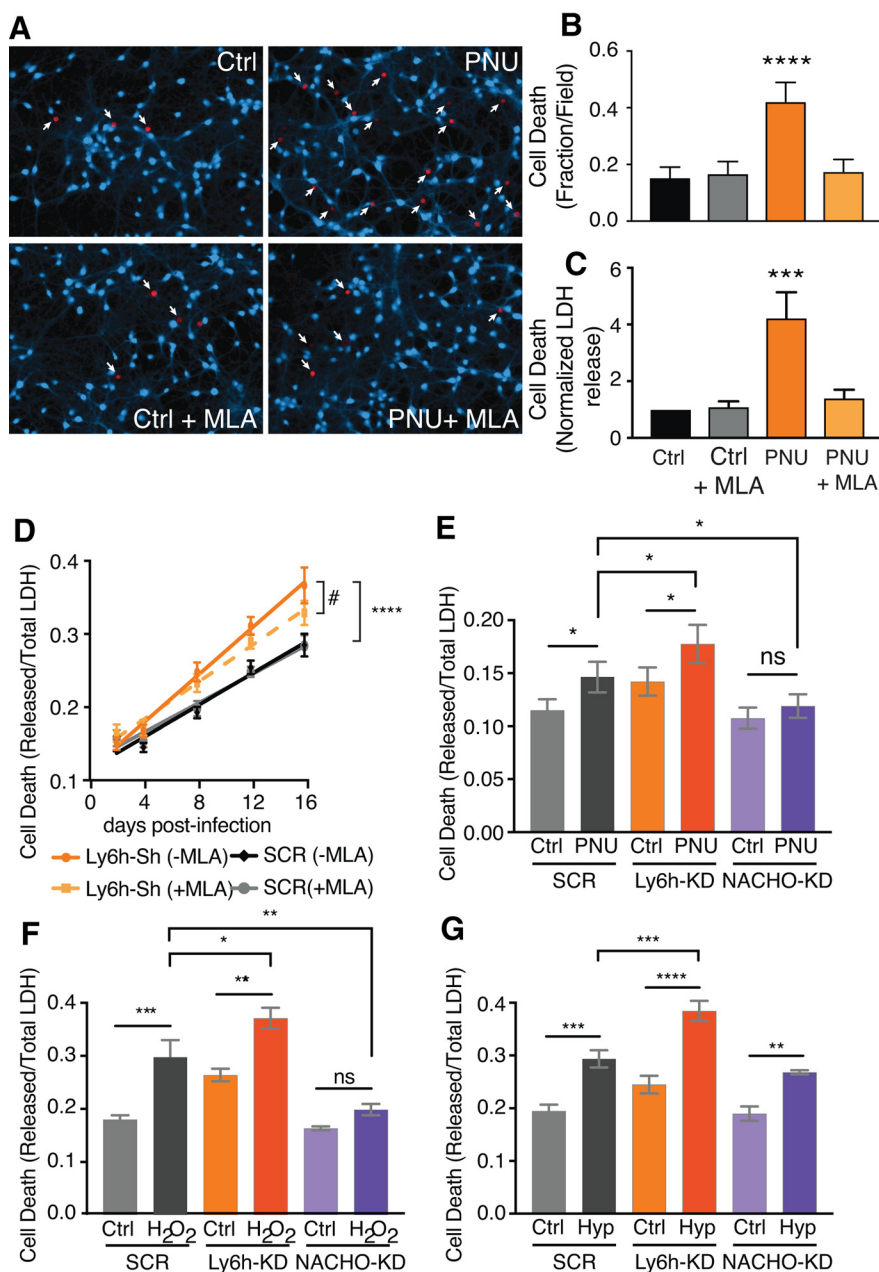 A
Ctrl
PNU
Ctrl + MLA
PNU+ MLA
B
Cell Death
(Fraction/Field)
0.6
0.4
0.2
0.0
****
C
Cell Death
(Normalized LDH
release)
6
4
2
0
***
Ctrl
Ctrl
PNU
PNU
+ MLA
+ MLA
D
Cell Death (Released/Total LDH)
0.4
0.3
0.2
0.1
0
4
8
12
16
#
****
days post-infection
Ly6h-Sh (-MLA)
SCR (-MLA)
Ly6h-Sh (+MLA)
SCR(+MLA)
E
Cell Death (Released/Total LDH)
0.20
0.15
0.10
0.05
0.00
*
*
*
*
ns
Ctrl PNU Ctrl PNU Ctrl PNU
SCR
Ly6h-KD
NACHO-KD
F
Cell Death (Released/Total LDH)
0.4
0.3
0.2
0.1
0.0
**
*
***
**
ns
Ctrl H2O2 Ctrl H2O2 Ctrl H2O2
SCR
Ly6h-KD
NACHO-KD
G
Cell Death (Released/Total LDH)
0.4
0.3
0.2
0.1
0.0
***
****
***
**
Ctrl Hyp Ctrl Hyp Ctrl Hyp
SCR
Ly6h-KD
NACHO-KD